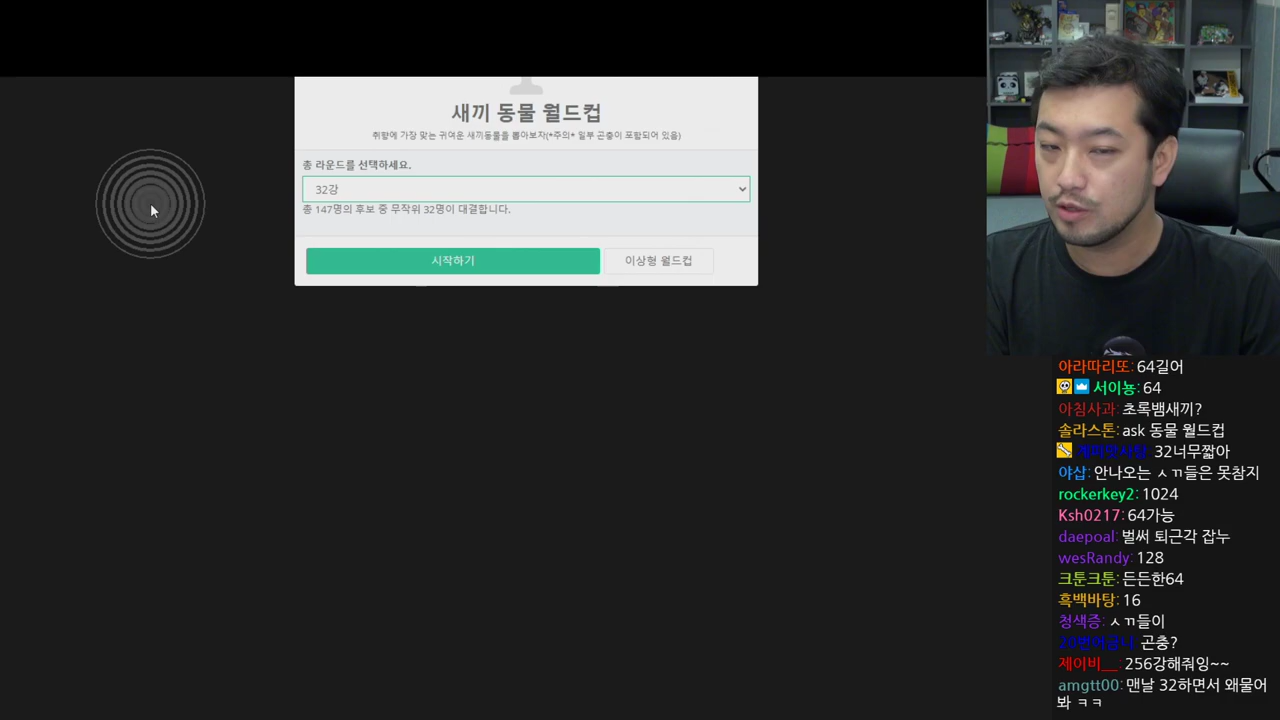 새끼 동물 월드컵
취향에 가장 맞는 귀여운 새끼동물을 뽑아보자(*주의* 일부 곤충이 포함되어 있음)
총 라운드를 선택하세요.
32강
총 147명의 후보 중 무작위 32명이 대결합니다.
시작하기
이상형 월드컵
아라따리또: 64길어
서이뇽: 64
아침사과: 초록뱀새끼?
솔라스톤: ask 동물 월드컵
32너무짧아
야삽: 안나오는 ㅅㄲ들은 못참지
rockerkey2: 1024
Ksh0217: 64가능
daepoal: 벌써 퇴근각 잡누
wesRandy: 128
크툰크툰: 든든한64
흑백바탕: 16
청색증: ㅅㄲ들이
곤충?
제이비__: 256강해줘잉~~
amgtt00: 맨날 32하면서 왜물어
봐 ㅋㅋ